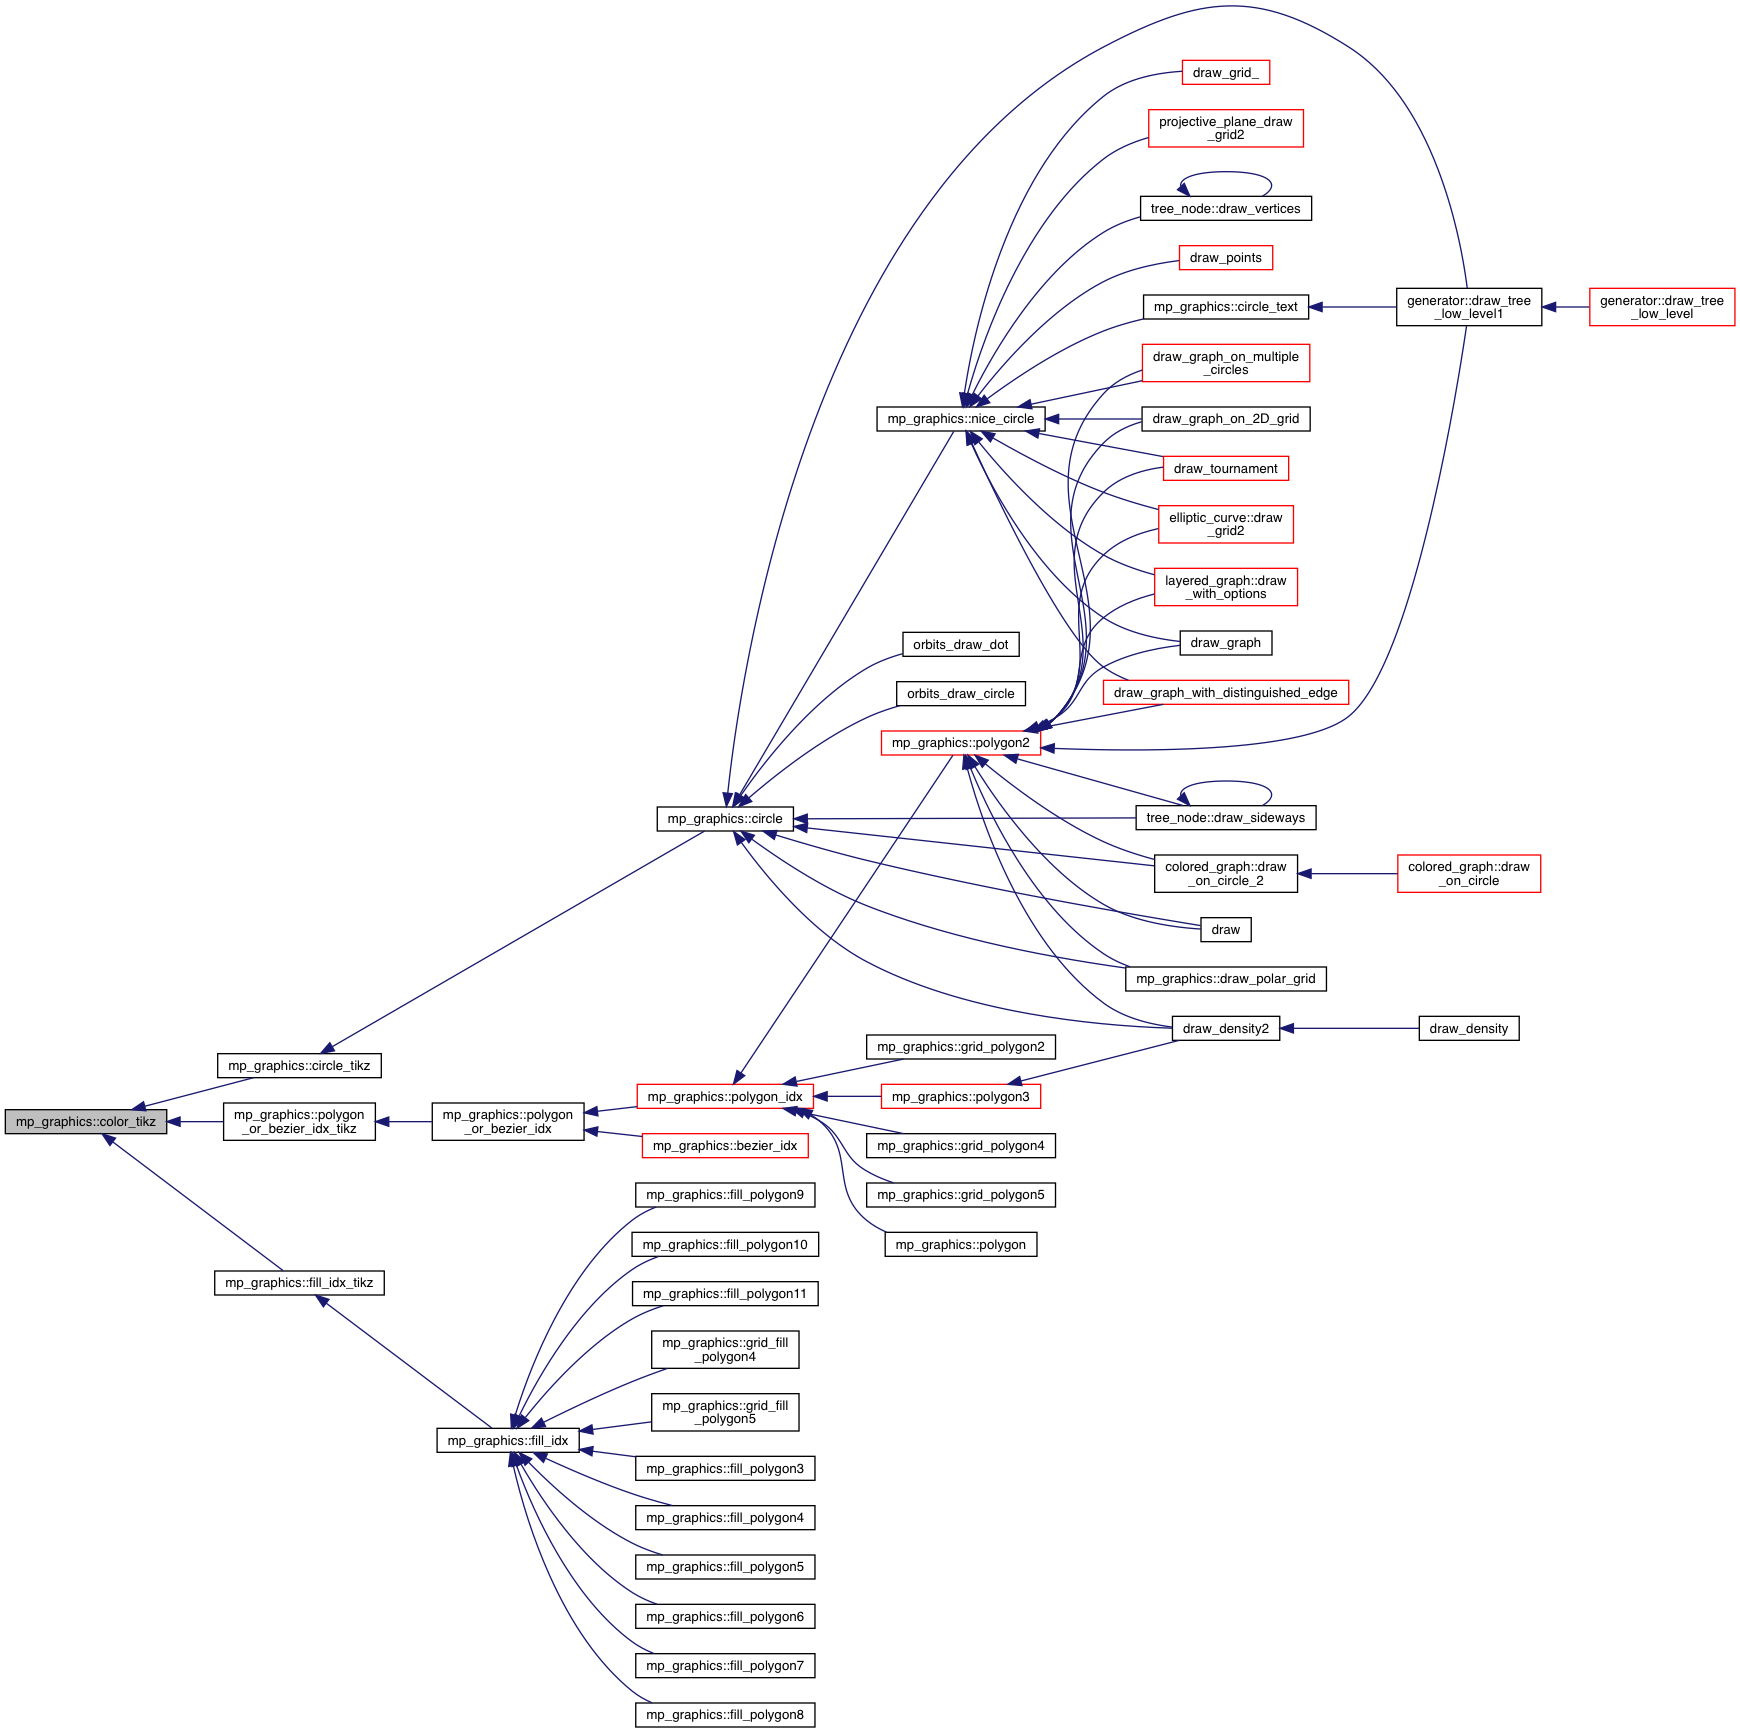 draw_grid_
projective_plane_draw
_grid2
tree_node::draw_vertices
draw_points
mp_graphics::circle_text
generator::draw_tree
_low_level1
generator::draw_tree
_low_level
draw_graph_on_multiple
_circles
mp_graphics::nice_circle
draw_graph_on_2D_grid
draw_tournament
elliptic_curve::draw
_grid2
layered_graph::draw
_with_options
orbits_draw_dot
draw_graph
orbits_draw_circle
draw_graph_with_distinguished_edge
mp_graphics::polygon2
mp_graphics::circle
tree_node::draw_sideways
colored_graph::draw
_on_circle_2
colored_graph::draw
_on_circle
draw
mp_graphics::draw_polar_grid
draw_density2
draw_density
mp_graphics::grid_polygon2
mp_graphics::circle_tikz
mp_graphics::polygon_idx
mp_graphics::polygon3
mp_graphics::color_tikz
mp_graphics::polygon
_or_bezier_idx_tikz
mp_graphics::polygon
_or_bezier_idx
mp_graphics::bezier_idx
mp_graphics::grid_polygon4
mp_graphics::fill_polygon9
mp_graphics::grid_polygon5
mp_graphics::fill_polygon10
mp_graphics::polygon
mp_graphics::fill_idx_tikz
mp_graphics::fill_polygon11
mp_graphics::grid_fill
_polygon4
mp_graphics::grid_fill
_polygon5
mp_graphics::fill_idx
mp_graphics::fill_polygon3
mp_graphics::fill_polygon4
mp_graphics::fill_polygon5
mp_graphics::fill_polygon6
mp_graphics::fill_polygon7
mp_graphics::fill_polygon8